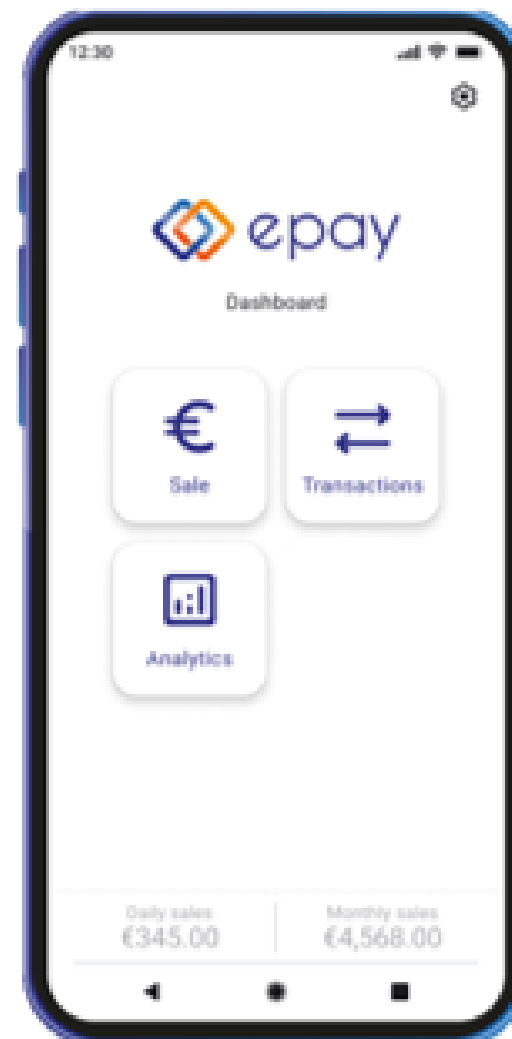 12:30
epay
Dashboard
€
Sale
Transactions
Analytics
Daily sales
Monthly sales
€345.00
€4,568.00